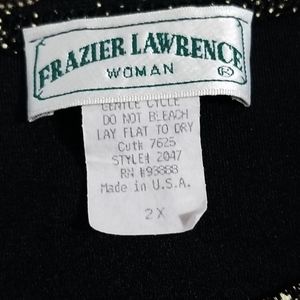 FRAZIER LAWRENCE
WOMAN ®
GENTLE CYCLE
DO NOT BLEACH
LAY FLAT TO DRY
Cut# 7625
STYLE# 2047
RN #93888
Made in U.S.A.
2X